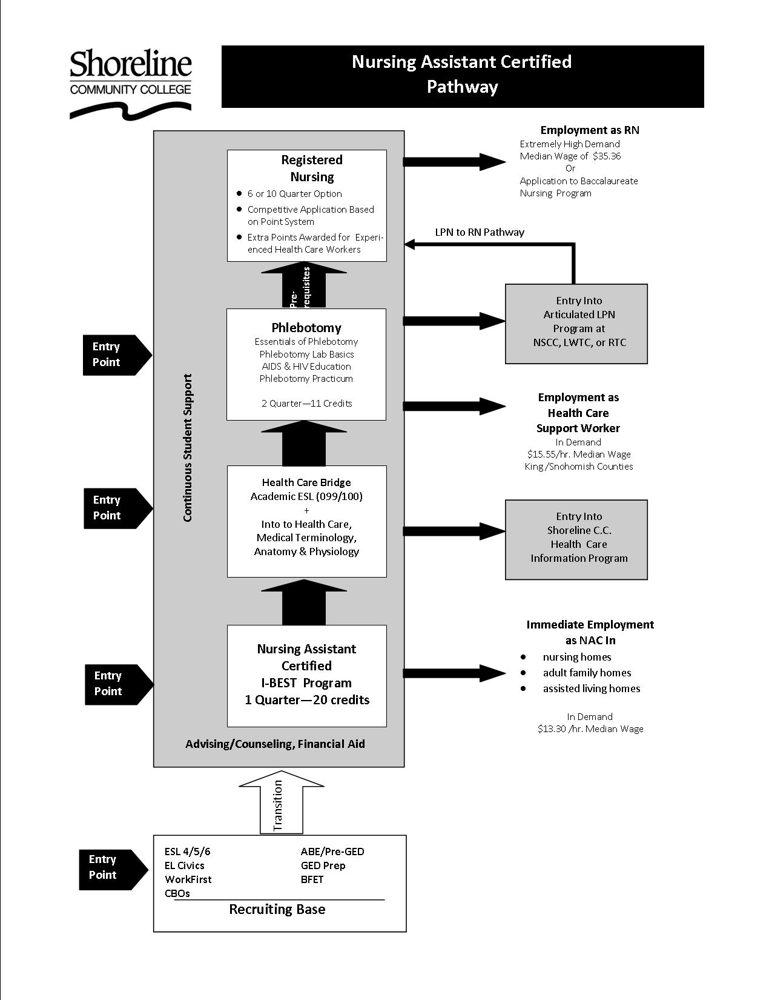 Shoreline
COMMUNITY COLLEGE
Nursing Assistant Certified
Pathway
Registered
Nursing
● 6 or 10 Quarter Option
● Competitive Application Based
on Point System
● Extra Points Awarded for Experi-
enced Health Care Workers
Employment as RN
Extremely High Demand
Median Wage of $35.36
Or
Application to Baccalaureate
Nursing Program
LPN to RN Pathway
Pre-
requisites
Entry Into
Articulated LPN
Program at
NSCC, LWTC, or RTC
Entry
Point
Phlebotomy
Essentials of Phlebotomy
Phlebotomy Lab Basics
AIDS & HIV Education
Phlebotomy Practicum
2 Quarter—11 Credits
Continuous Student Support
Employment as
Health Care
Support Worker
In Demand
$15.55/hr. Median Wage
King/Snohomish Counties
Entry
Point
Health Care Bridge
Academic ESL (099/100)
+
Into to Health Care,
Medical Terminology,
Anatomy & Physiology
Entry Into
Shoreline C.C.
Health Care
Information Program
Entry
Point
Nursing Assistant
Certified
I-BEST Program
1 Quarter—20 credits
Immediate Employment
as NAC In
● nursing homes
● adult family homes
● assisted living homes
In Demand
$13.30 /hr. Median Wage
Advising/Counseling, Financial Aid
Transition
Entry
Point
ESL 4/5/6
EL Civics
WorkFirst
CBOs
ABE/Pre-GED
GED Prep
BFET
Recruiting Base